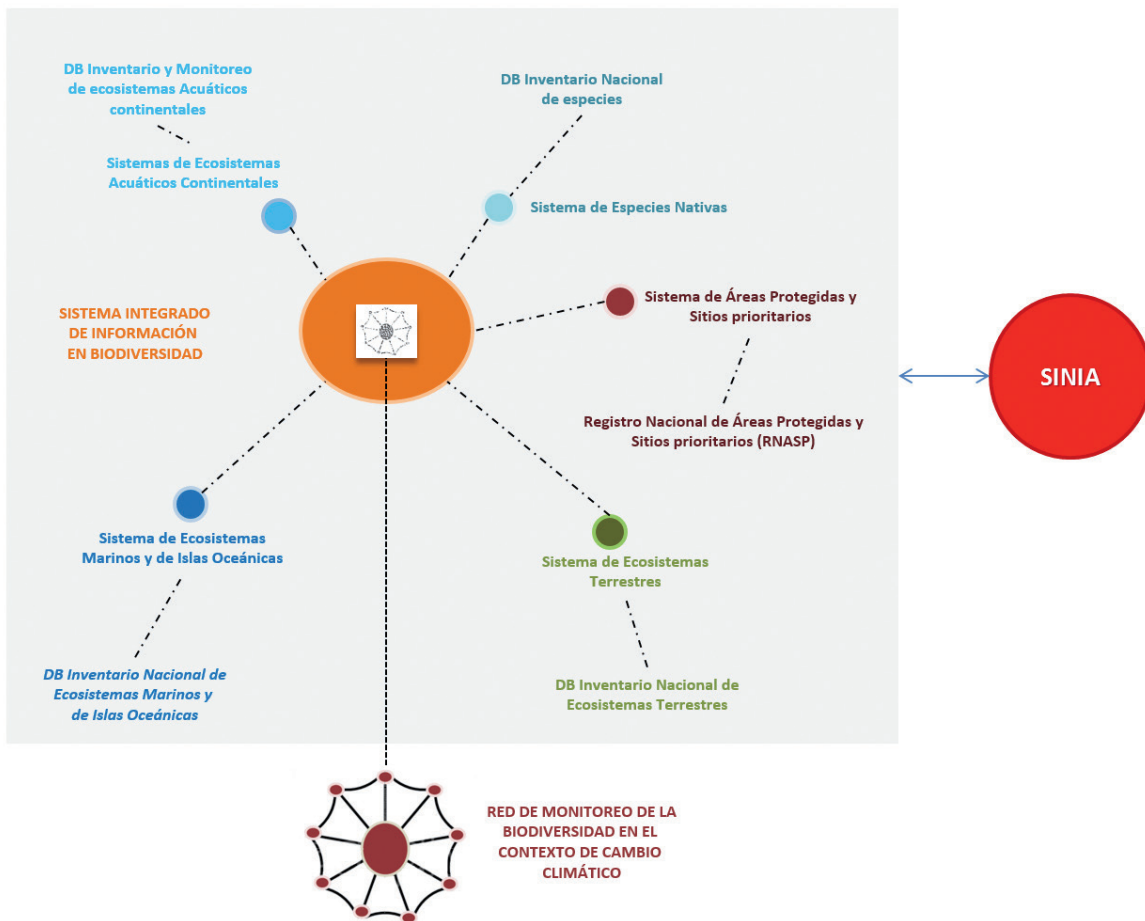 DB Inventario y Monitoreo
de ecosistemas Acuáticos
continentales
Sistemas de Ecosistemas
Acuáticos Continentales
DB Inventario Nacional
de especies
Sistema de Especies Nativas
SISTEMA INTEGRADO
DE INFORMACIÓN
EN BIODIVERSIDAD
Sistema de Áreas Protegidas y
Sitios prioritarios
Registro Nacional de Áreas Protegidas y
Sitios prioritarios (RNASP)
SINIA
Sistema de Ecosistemas
Marinos y de Islas Oceánicas
DB Inventario Nacional de
Ecosistemas Marinos y
de Islas Oceánicas
Sistema de Ecosistemas
Terrestres
DB Inventario Nacional de
Ecosistemas Terrestres
RED DE MONITOREO DE LA
BIODIVERSIDAD EN EL
CONTEXTO DE CAMBIO
CLIMÁTICO